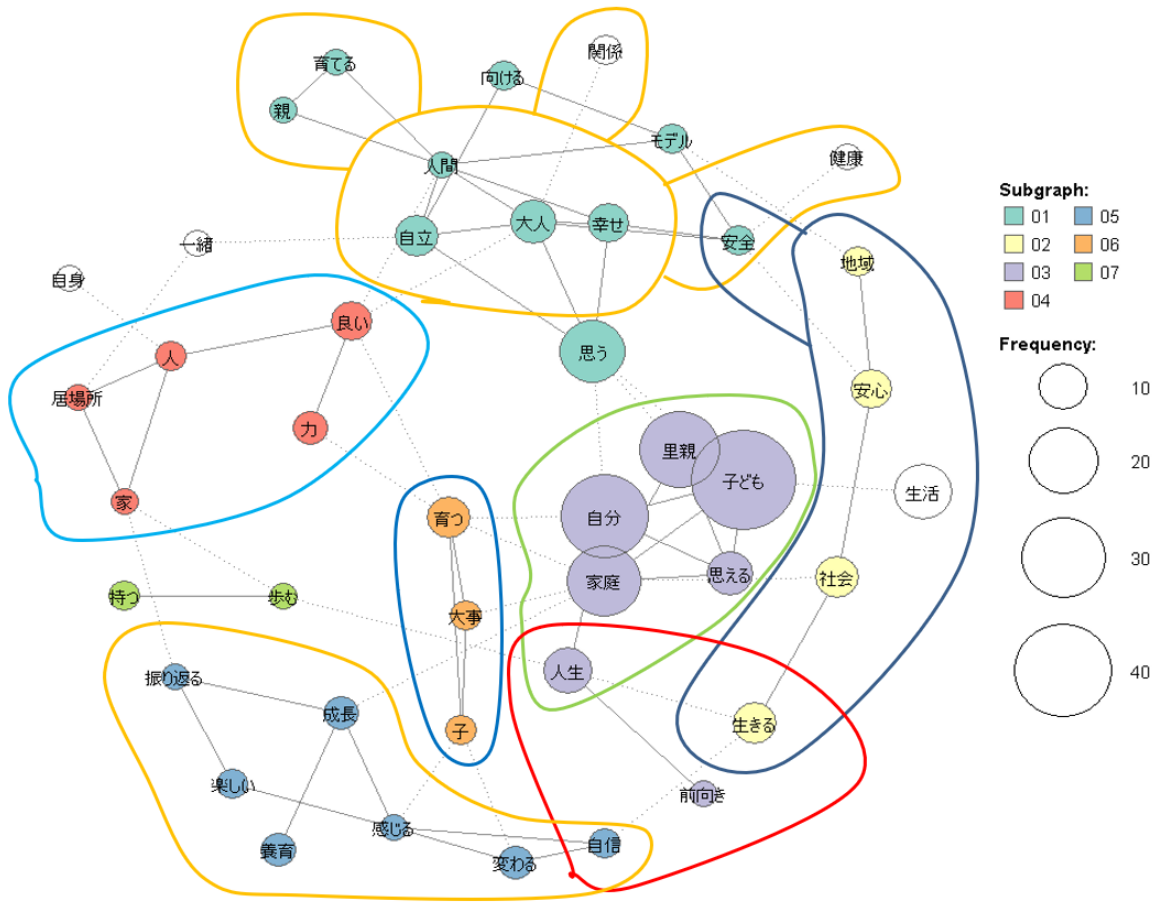 関係
育てる
向ける
親
モデル
人間
健康
大人
幸せ
自立
安全
一緒
地域
自身
良い
思う
人
安心
居場所
力
里親
子ども
生活
家
育つ
自分
思える
家庭
社会
持つ
歩む
大事
人生
振り返る
成長
子
生きる
楽しい
前向き
感じる
自信
養育
変わる
Subgraph:
01 05
02 06
03 07
04
Frequency:
10
20
30
40